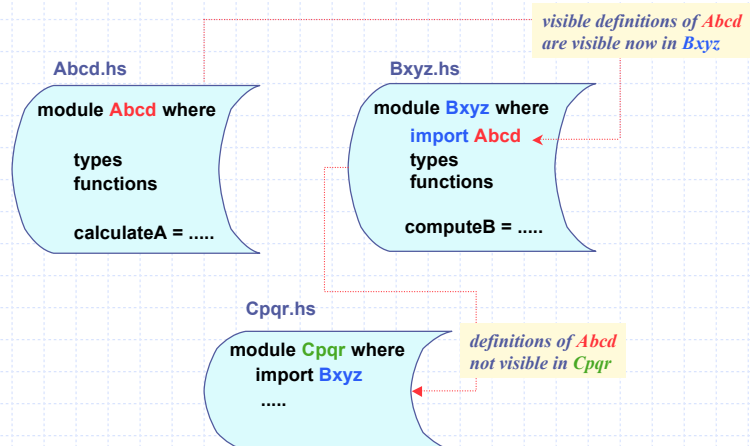 visible definitions of Abcd
are visible now in Bxyz
Abcd.hs
module Abcd where
types
functions
calculateA = .....
Bxyz.hs
module Bxyz where
import Abcd
types
functions
computeB = .....
Cpqr.hs
module Cpqr where
import Bxyz
.....
definitions of Abcd
not visible in Cpqr